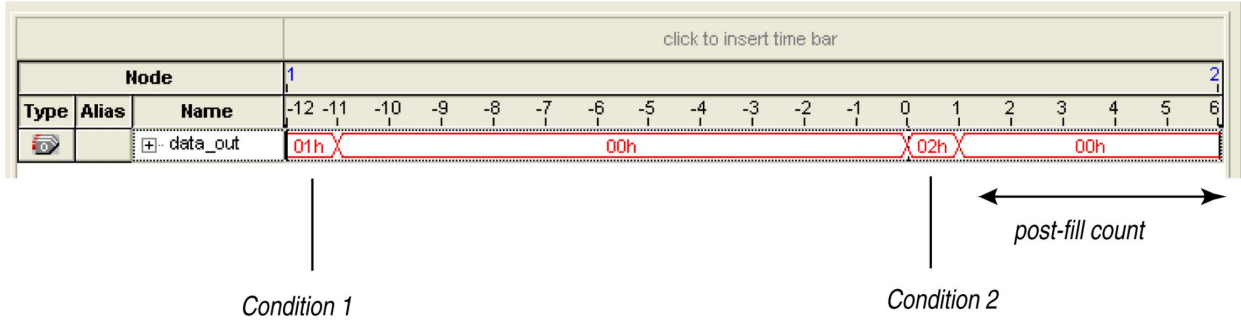 click to insert time bar
Node 1 2
Type Alias Name -12 -11 -10 -9 -8 -7 -6 -5 -4 -3 -2 -1 0 1 2 3 4 5 6
data_out 01h 00h 02h 00h
post-fill count
Condition 1 Condition 2